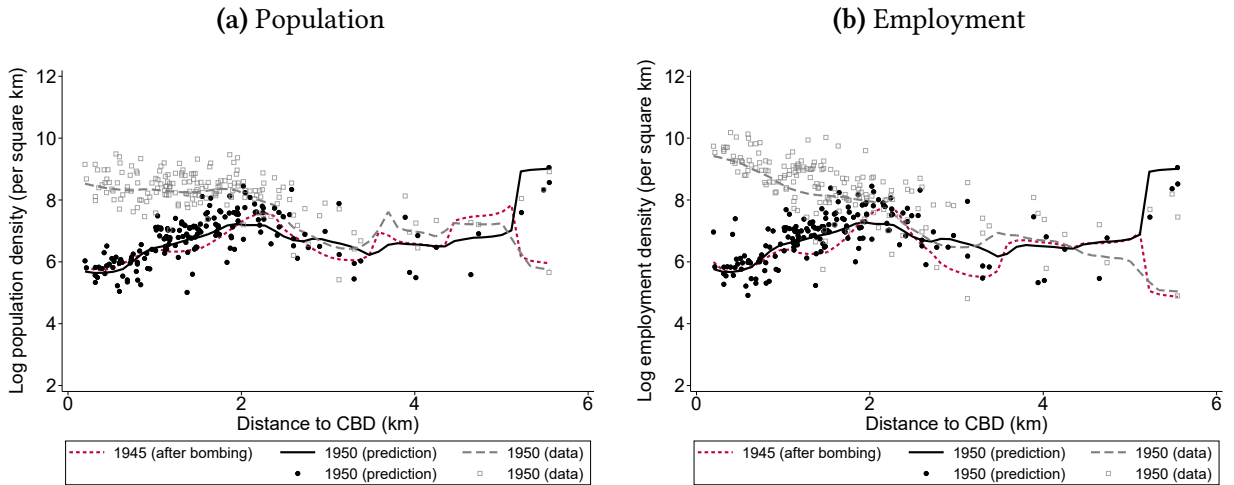 (a) Population
Log population density (per square km)
12
10
8
6
4
2
0 2 4 6
Distance to CBD (km)
1945 (after bombing) 1950 (prediction) 1950 (data)
1950 (prediction) 1950 (data)
(b) Employment
Log employment density (per square km)
12
10
8
6
4
2
0 2 4 6
Distance to CBD (km)
1945 (after bombing) 1950 (prediction) 1950 (data)
1950 (prediction) 1950 (data)